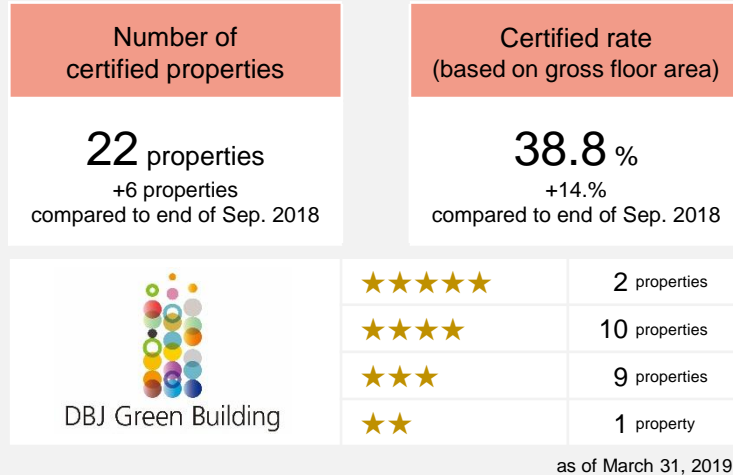 Number of
certified properties
Certified rate
(based on gross floor area)
22 properties
+6 properties
compared to end of Sep. 2018
38.8 %
+14.%
compared to end of Sep. 2018
DBJ Green Building
★★★★★ 2 properties
★★★★ 10 properties
★★★ 9 properties
★★ 1 property
as of March 31, 2019